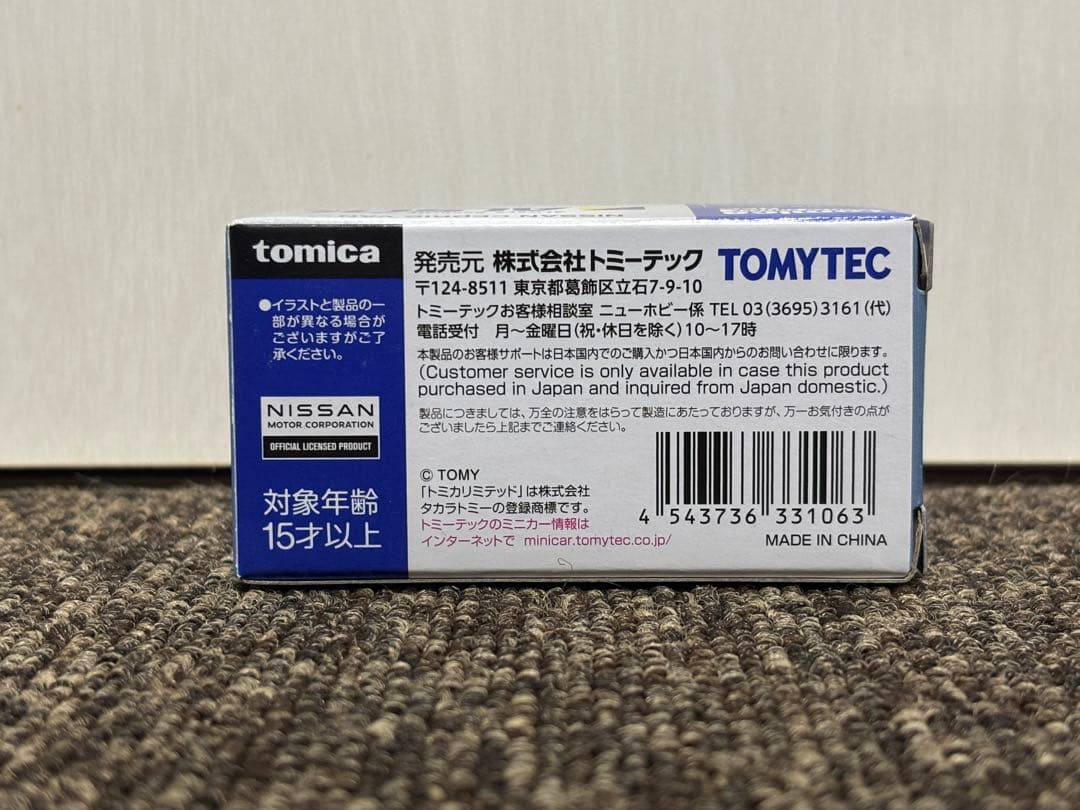 tomica
●イラストと製品の一
部が異なる場合が
ございますがご了
承ください。
NISSAN
MOTOR CORPORATION
OFFICIAL LICENSED PRODUCT
対象年齢
15才以上
発売元 株式会社トミーテック TOMYTEC
〒124-8511 東京都葛飾区立石7-9-10
トミーテックお客様相談室 ニューホビー係 TEL 03(3695)3161(代)
電話受付 月～金曜日(祝・休日を除く)10～17時
本製品のお客様サポートは日本国内でのご購入かつ日本国内からのお問い合わせに限ります。
(Customer service is only available in case this product
purchased in Japan and inquired from Japan domestic.)
製品につきましては、万全の注意をはらって製造にあたっておりますが、万一お気付きの点が
ございましたら上記までご連絡ください。
© TOMY
「トミカリミテッド」は株式会社
タカラトミーの登録商標です。
トミーテックのミニカー情報は
インターネットで minicar.tomytec.co.jp/
4 543736 331063
MADE IN CHINA